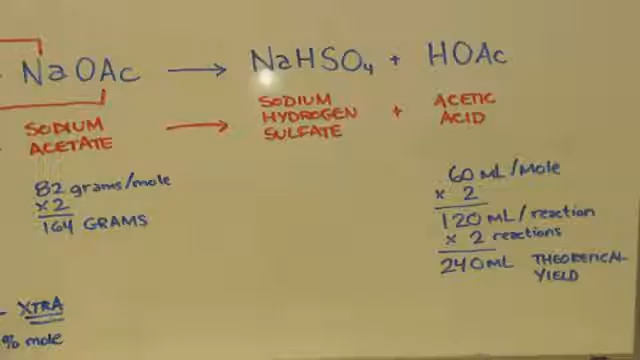 NaOAc → NaHSO₄ + HOAc
SODIUM ACETATE → SODIUM HYDROGEN SULFATE + ACETIC ACID
82 grams/mole
×2
164 GRAMS
60 ML/Mole
× 2
120 ML/reaction
× 2 reactions
240 ML THEORETICAL YIELD
- XTRA
% mole